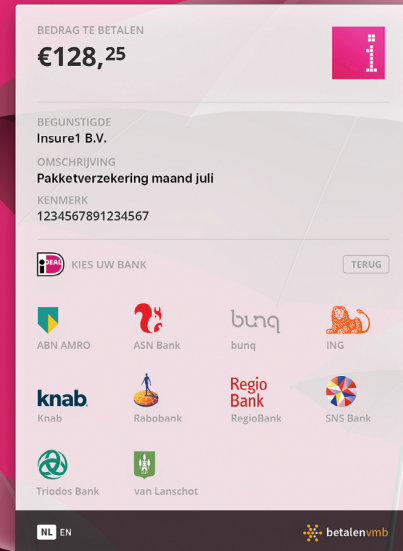 BEDRAG TE BETALEN
€128,25
i
BEGUNSTIGDE
Insure1 B.V.
OMSCHRIJVING
Pakketverzekering maand juli
KENMERK
1234567891234567
iDEAL KIES UW BANK TERUG
bunq
ABN AMRO ASN Bank bunq ING
knab. Regio
Bank
Knab Rabobank RegioBank SNS Bank
Triodos Bank van Lanschot
NL EN betalenvmb